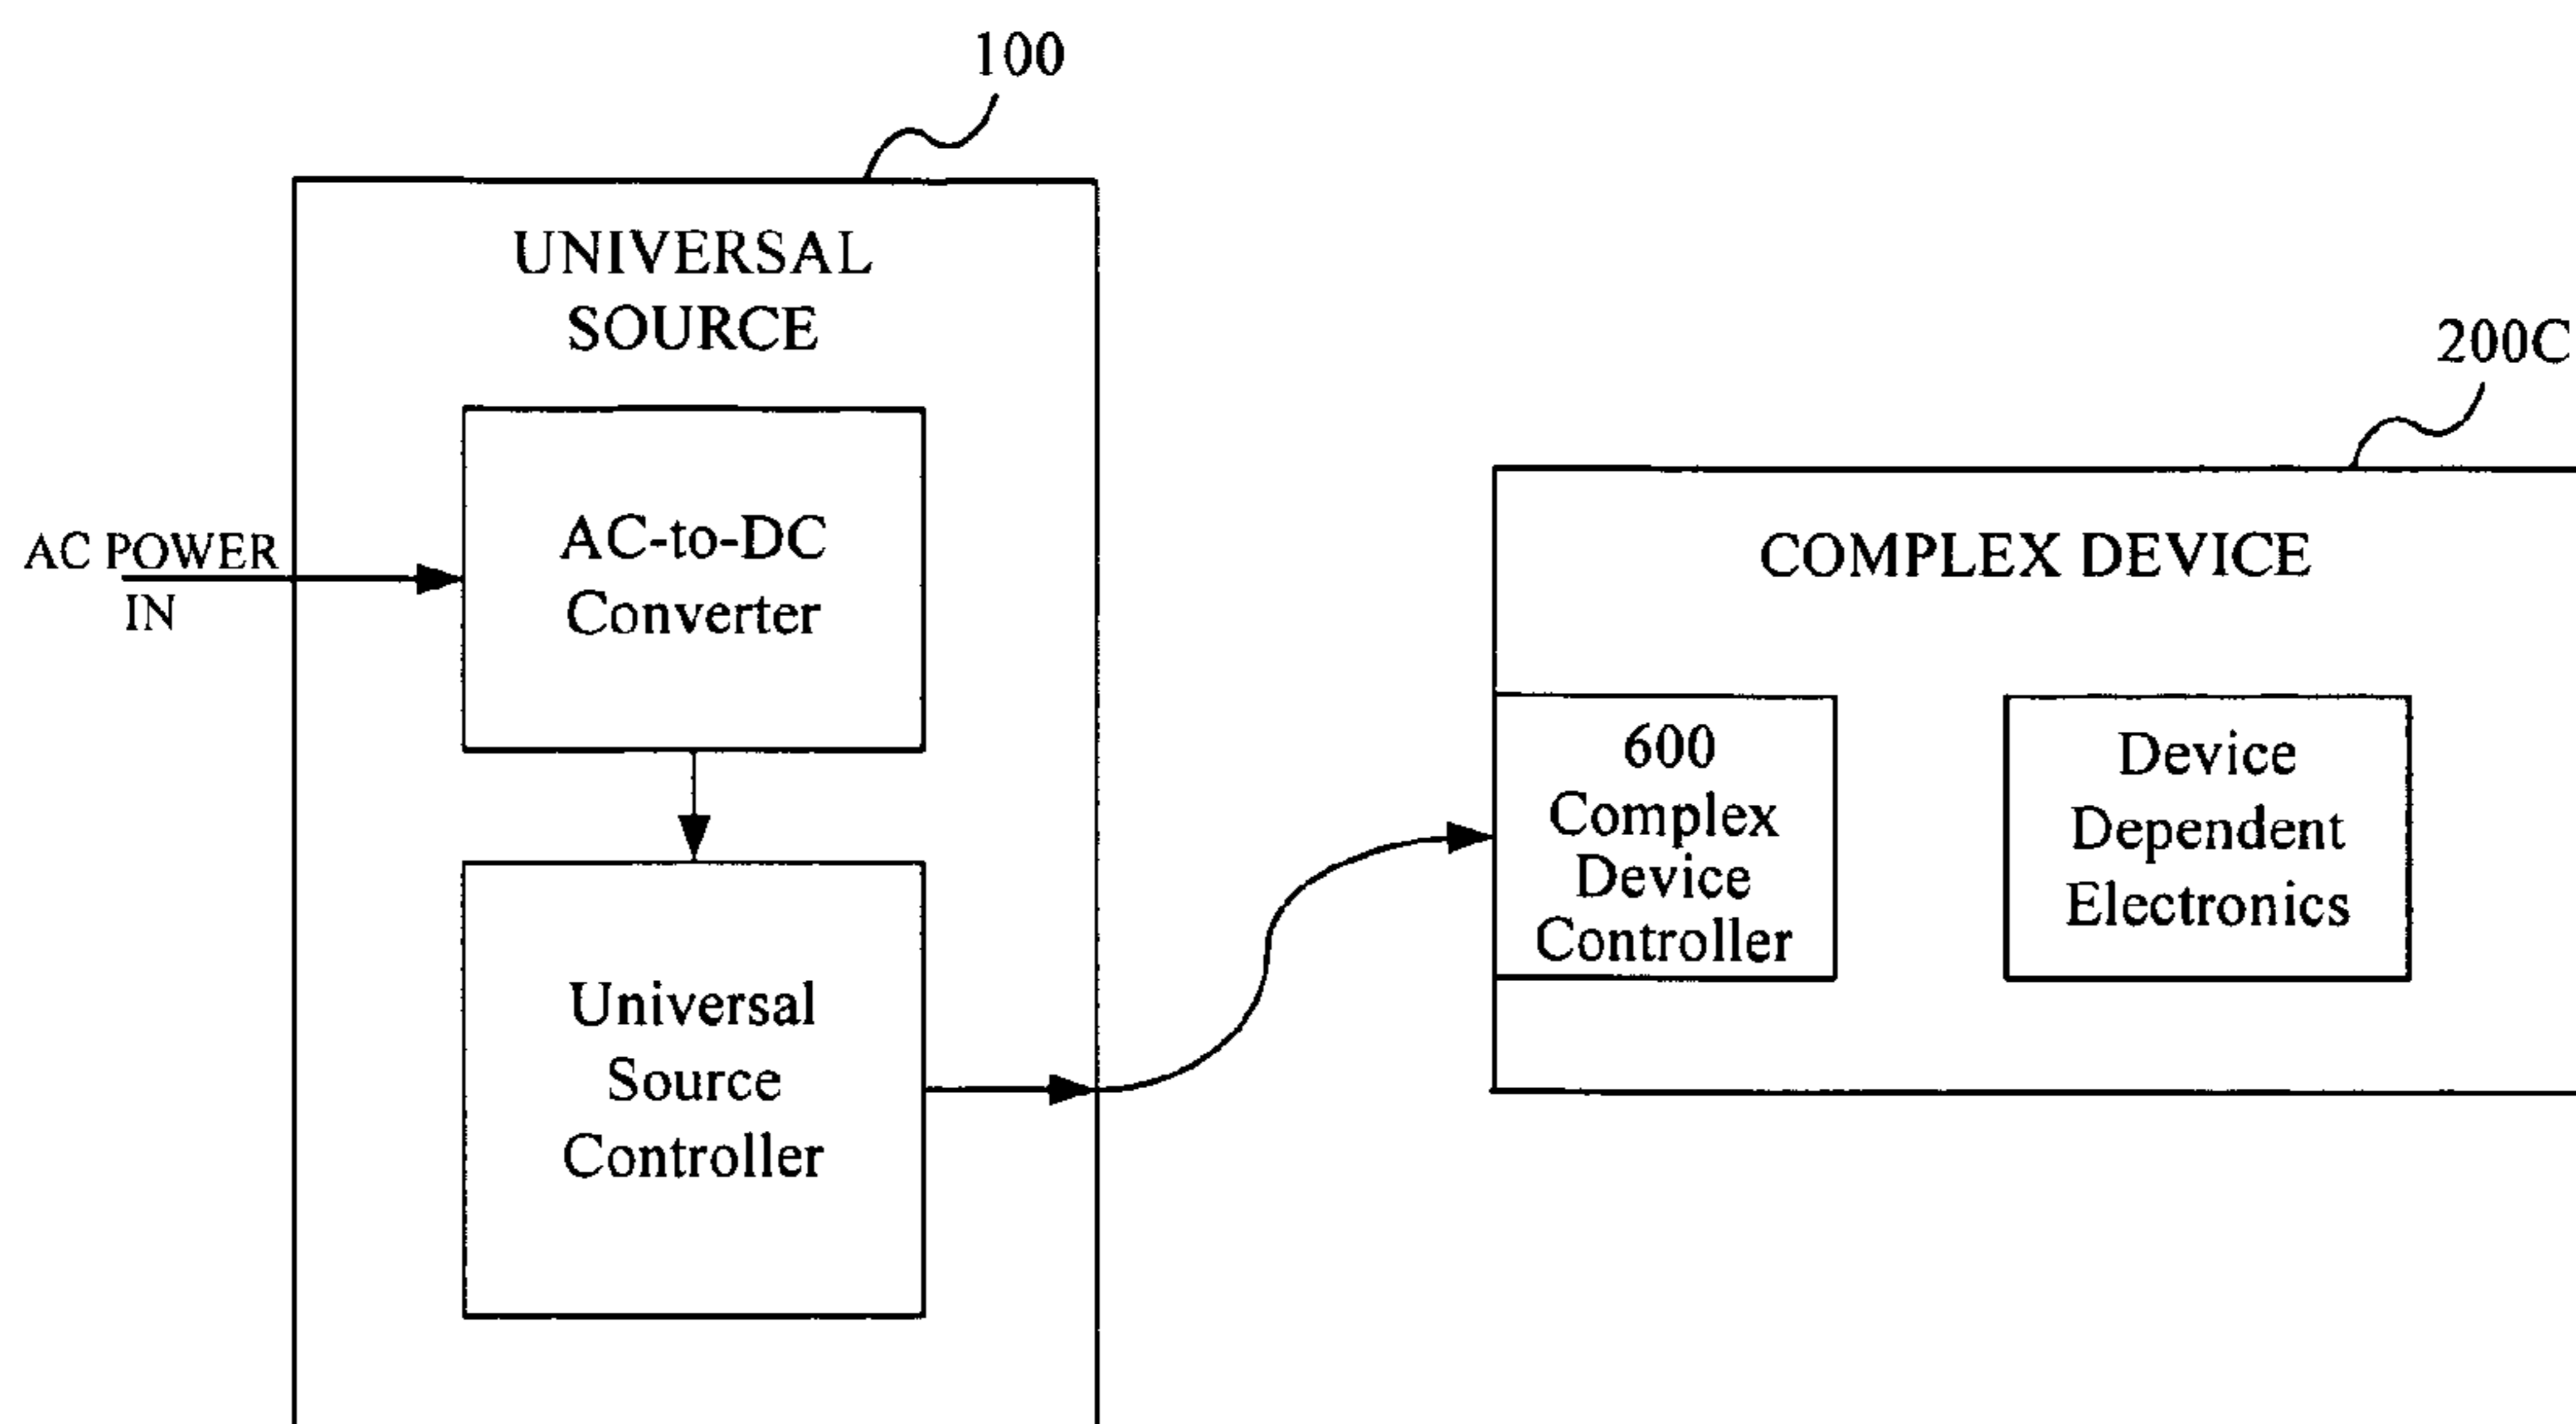 100
UNIVERSAL
SOURCE
200C
AC-to-DC
Converter
AC POWER
IN
COMPLEX DEVICE
600
Complex
Device
Controller
Device
Dependent
Electronics
Universal
Source
Controller